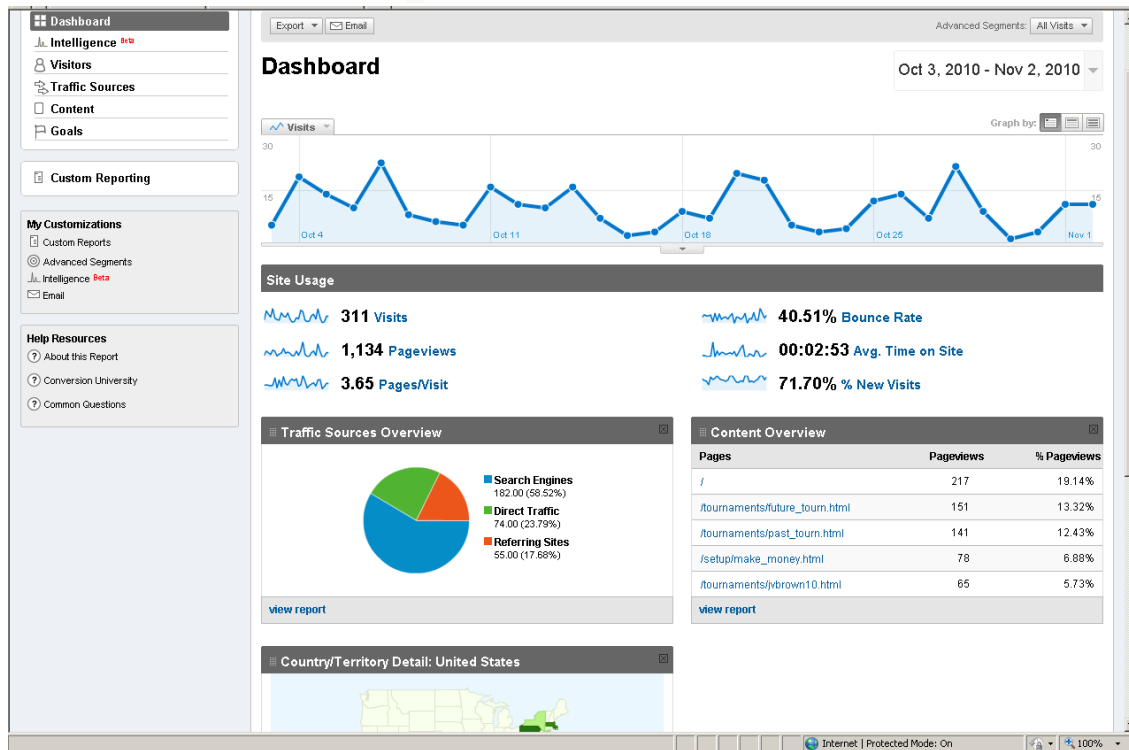 Dashboard
Intelligence Beta
Visitors
Traffic Sources
Content
Goals
Custom Reporting
My Customizations
Custom Reports
Advanced Segments
Intelligence Beta
Email
Help Resources
? About this Report
? Conversion University
? Common Questions
Export Email Advanced Segments: All Visits
Dashboard
Oct 3, 2010 - Nov 2, 2010
Visits Graph by:
30 30
15 15
Oct 4 Oct 11 Oct 18 Oct 25 Nov 1
Site Usage
311 Visits
40.51% Bounce Rate
1,134 Pageviews
00:02:53 Avg. Time on Site
3.65 Pages/Visit
71.70% % New Visits
Traffic Sources Overview
Search Engines
182.00 (58.52%)
Direct Traffic
74.00 (23.79%)
Referring Sites
55.00 (17.68%)
view report
Content Overview
Pages Pageviews % Pageviews
/ 217 19.14%
/tournaments/future_tourn.html 151 13.32%
/tournaments/past_tourn.html 141 12.43%
/setup/make_money.html 78 6.88%
/tournaments/jvbrown10.html 65 5.73%
view report
Country/Territory Detail: United States
Internet | Protected Mode: On 100%